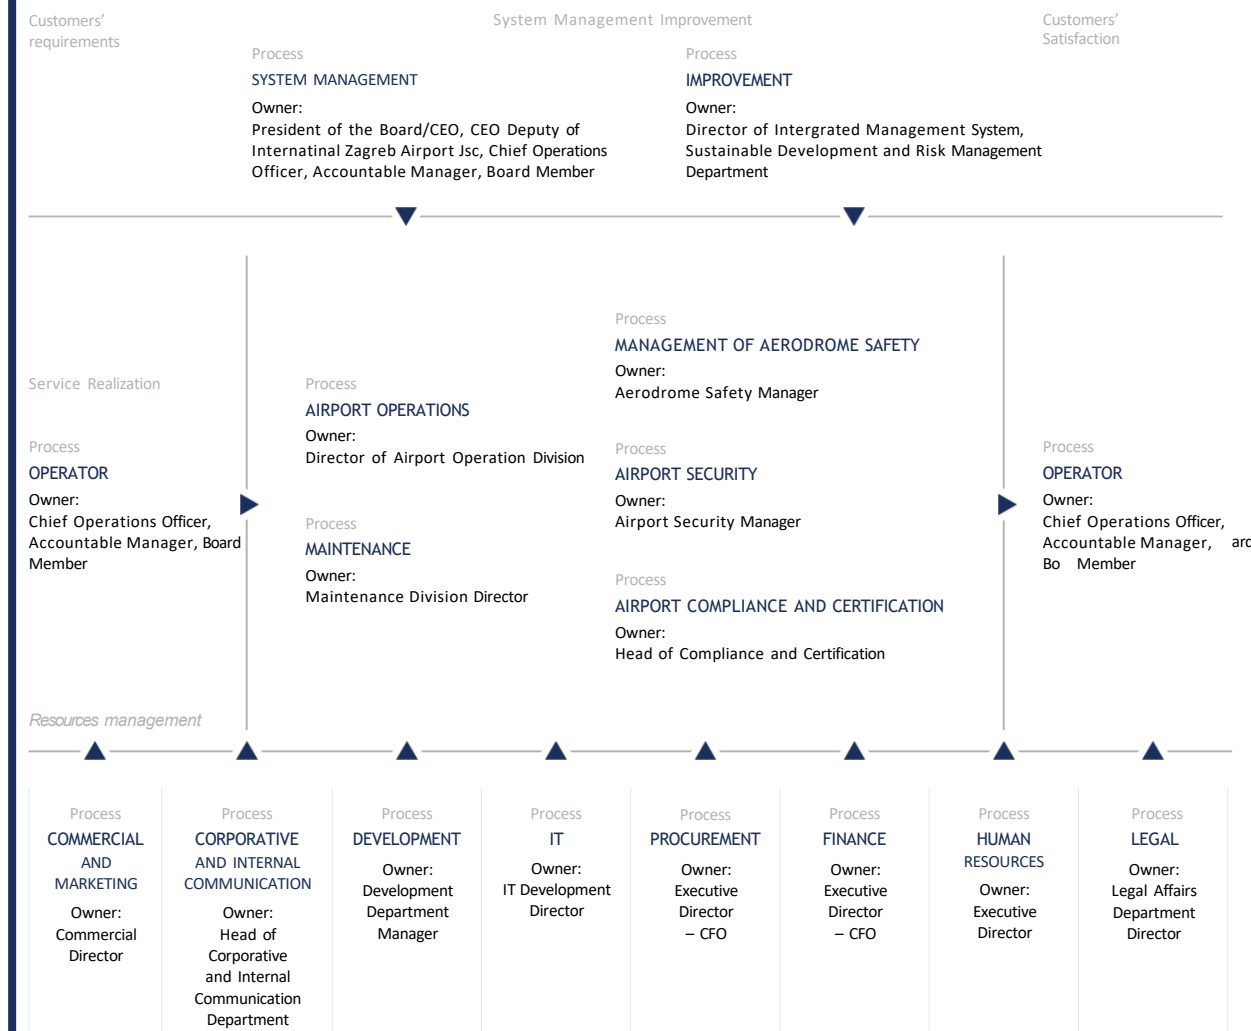 Customers'
requirements
System Management Improvement
Customers'
Satisfaction
Process
SYSTEM MANAGEMENT
Owner:
President of the Board/CEO, CEO Deputy of
Internatinal Zagreb Airport Jsc, Chief Operations
Officer, Accountable Manager, Board Member
Process
IMPROVEMENT
Owner:
Director of Intergrated Management System,
Sustainable Development and Risk Management
Department
Service Realization
Process
OPERATOR
Owner:
Chief Operations Officer,
Accountable Manager, Board
Member
Process
AIRPORT OPERATIONS
Owner:
Director of Airport Operation Division
Process
MAINTENANCE
Owner:
Maintenance Division Director
Process
MANAGEMENT OF AERODROME SAFETY
Owner:
Aerodrome Safety Manager
Process
AIRPORT SECURITY
Owner:
Airport Security Manager
Process
AIRPORT COMPLIANCE AND CERTIFICATION
Owner:
Head of Compliance and Certification
Process
OPERATOR
Owner:
Chief Operations Officer,
Accountable Manager, ard
Bo Member
Resources management
Process
COMMERCIAL
AND
MARKETING
Owner:
Commercial
Director
Process
CORPORATIVE
AND INTERNAL
COMMUNICATION
Owner:
Head of
Corporative
and Internal
Communication
Department
Process
DEVELOPMENT
Owner:
Development
Department
Manager
Process
IT
Owner:
IT Development
Director
Process
PROCUREMENT
Owner:
Executive
Director
– CFO
Process
FINANCE
Owner:
Executive
Director
– CFO
Process
HUMAN
RESOURCES
Owner:
Executive
Director
Process
LEGAL
Owner:
Legal Affairs
Department
Director